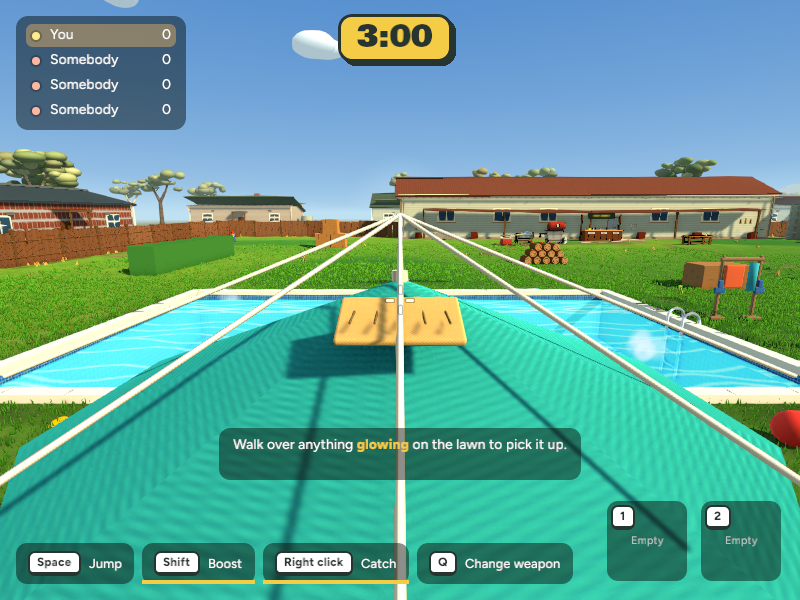 You 0
Somebody 0
Somebody 0
Somebody 0
3:00
Walk over anything glowing on the lawn to pick it up.
Space Jump
Shift Boost
Right click Catch
Q Change weapon
1
Empty
2
Empty